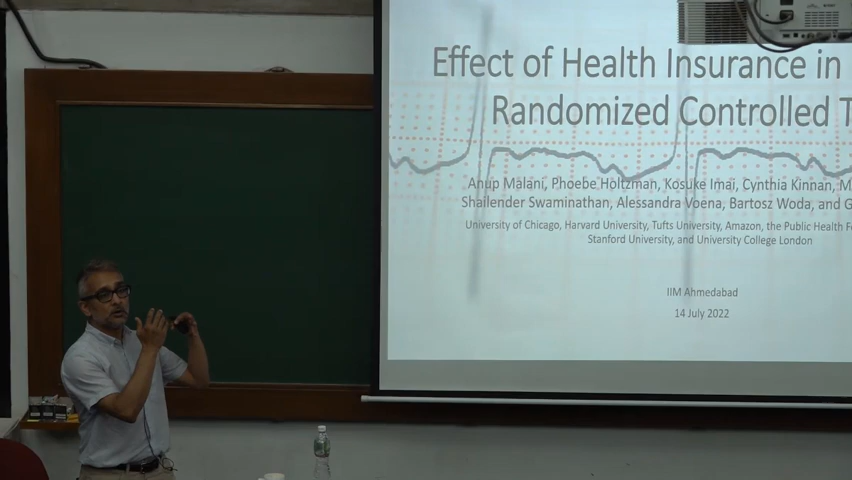 Effect of Health Insurance in
Randomized Controlled
Anup Malani, Phoebe Holtzman, Kosuke Imai, Cynthia Kinnan,
Shailender Swaminathan, Alessandra Voena, Bartosz Woda, and
University of Chicago, Harvard University, Tufts University, Amazon, the Public Health
Stanford University, and University College London
IIM Ahmedabad
14 July 2022